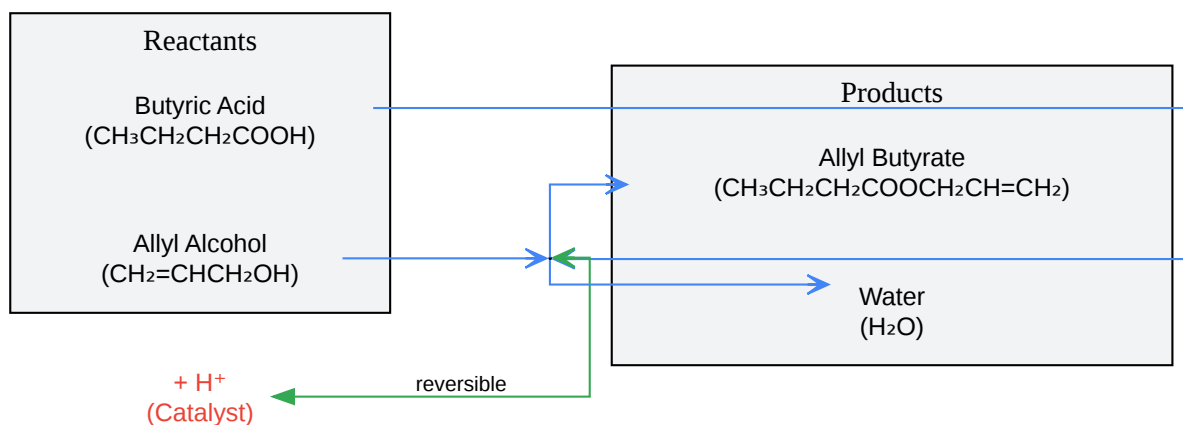 Reactants
Butyric Acid
(CH₃CH₂CH₂COOH)
Allyl Alcohol
(CH₂=CHCH₂OH)
Products
Allyl Butyrate
(CH₃CH₂CH₂COOCH₂CH=CH₂)
Water
(H₂O)
+ H⁺
(Catalyst)
reversible